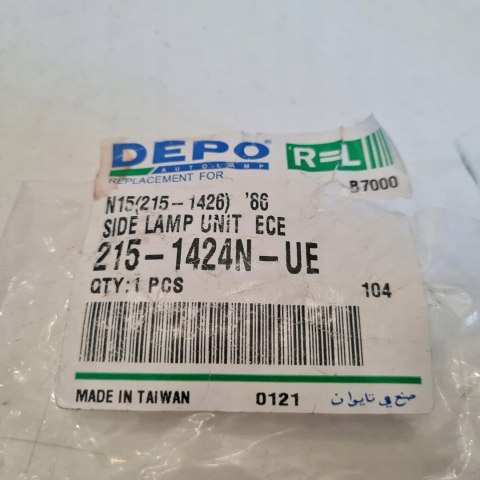 DEPO®
AUTO LAMP
R=L
REPLACEMENT FOR
B7000
N15(215-1426) '86
SIDE LAMP UNIT ECE
215-1424N-UE
QTY:1 PCS 104
MADE IN TAIWAN 0121 صنع في تايوان